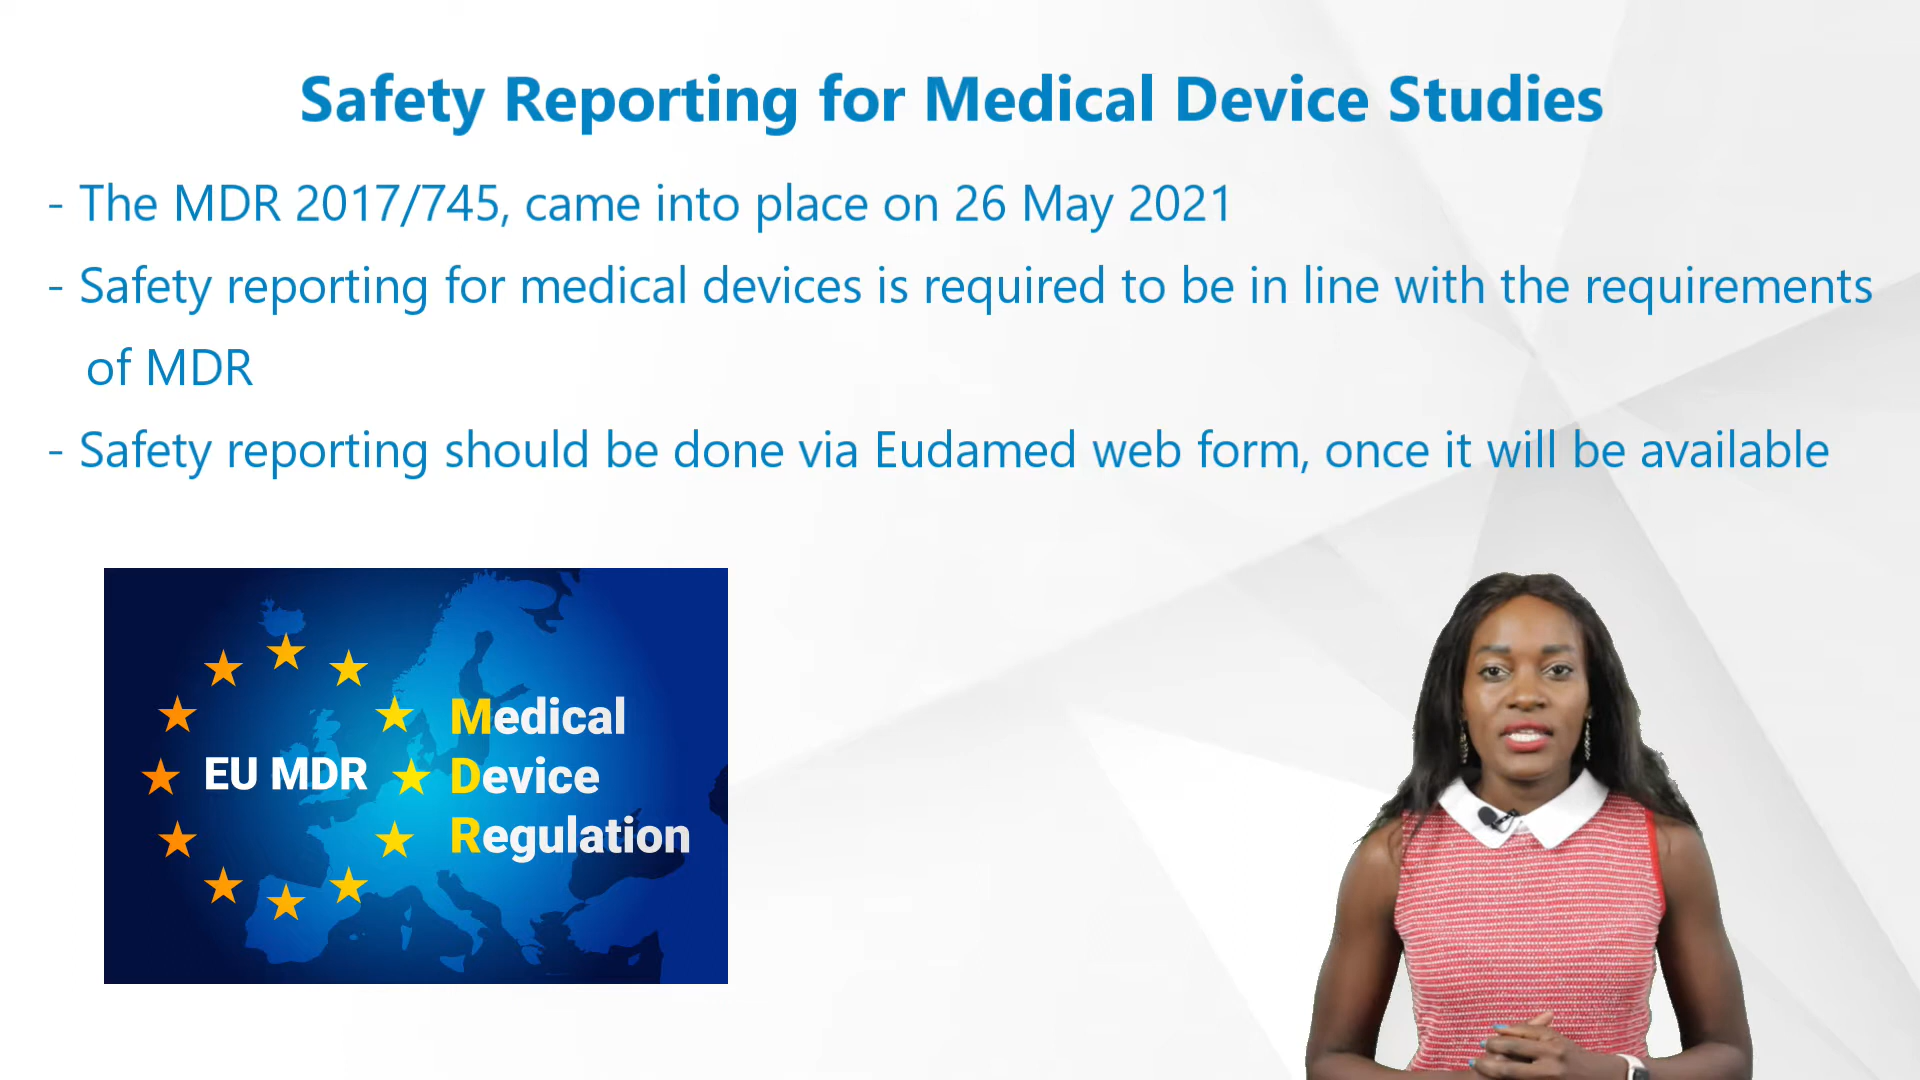 Safety Reporting for Medical Device Studies
- The MDR 2017/745, came into place on 26 May 2021
- Safety reporting for medical devices is required to be in line with the requirements
of MDR
- Safety reporting should be done via Eudamed web form, once it will be available
EU MDR
Medical
Device
Regulation